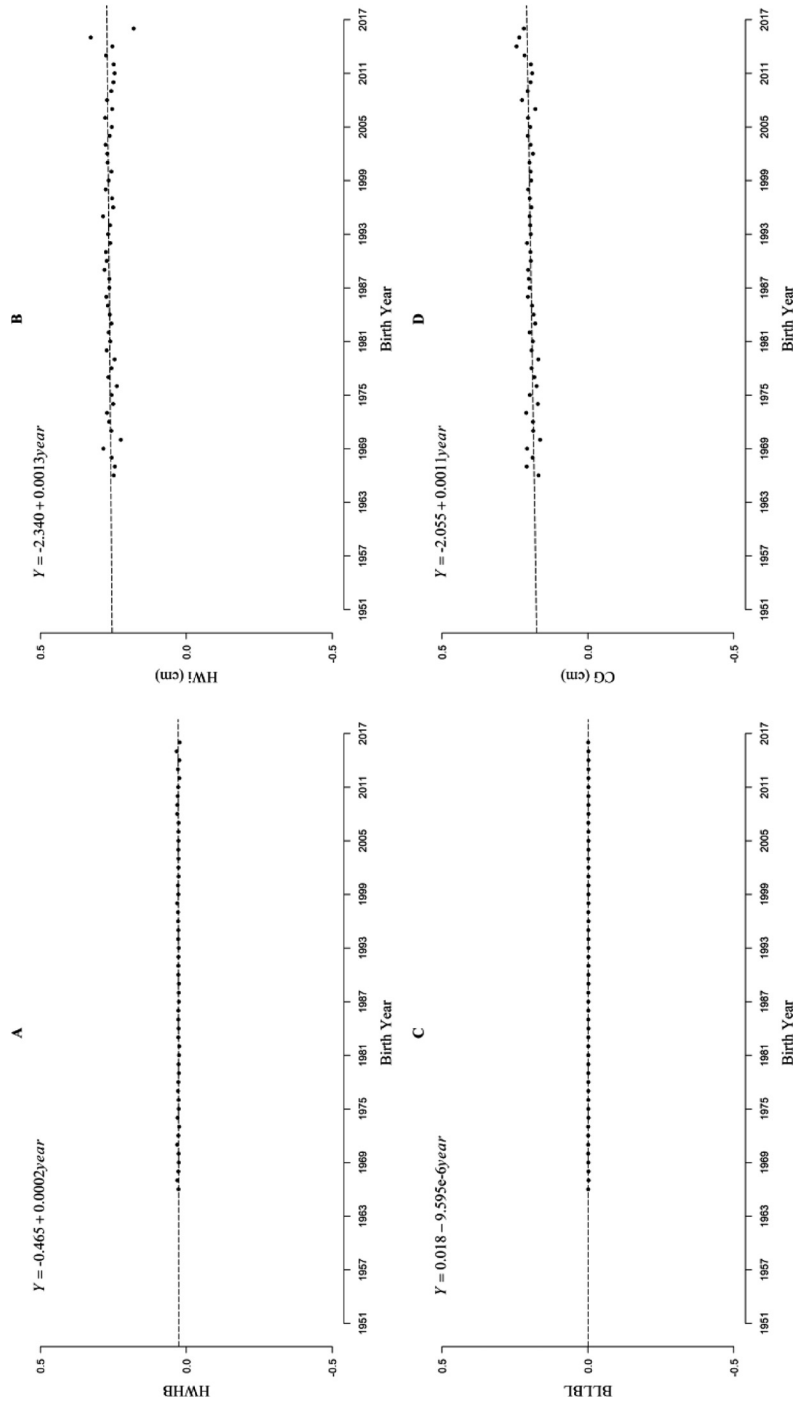 A
Y = -0.465 + 0.0002year
HWHB
0.5
0.0
-0.5
1951 1957 1963 1969 1975 1981 1987 1993 1999 2005 2011 2017
Birth Year
B
Y = -2.340 + 0.0013year
HWi (cm)
0.5
0.0
-0.5
1951 1957 1963 1969 1975 1981 1987 1993 1999 2005 2011 2017
Birth Year
C
Y = 0.018 − 9.595e-6year
BLLBL
0.5
0.0
-0.5
1951 1957 1963 1969 1975 1981 1987 1993 1999 2005 2011 2017
Birth Year
D
Y = -2.055 + 0.0011year
CG (cm)
0.5
0.0
-0.5
1951 1957 1963 1969 1975 1981 1987 1993 1999 2005 2011 2017
Birth Year